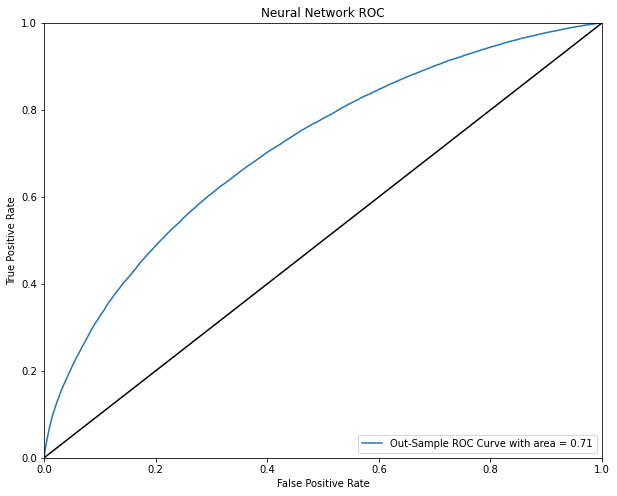 Neural Network ROC
True Positive Rate
1.0
0.8
0.6
0.4
0.2
0.0
Out-Sample ROC Curve with area = 0.71
0.0 0.2 0.4 0.6 0.8 1.0
False Positive Rate